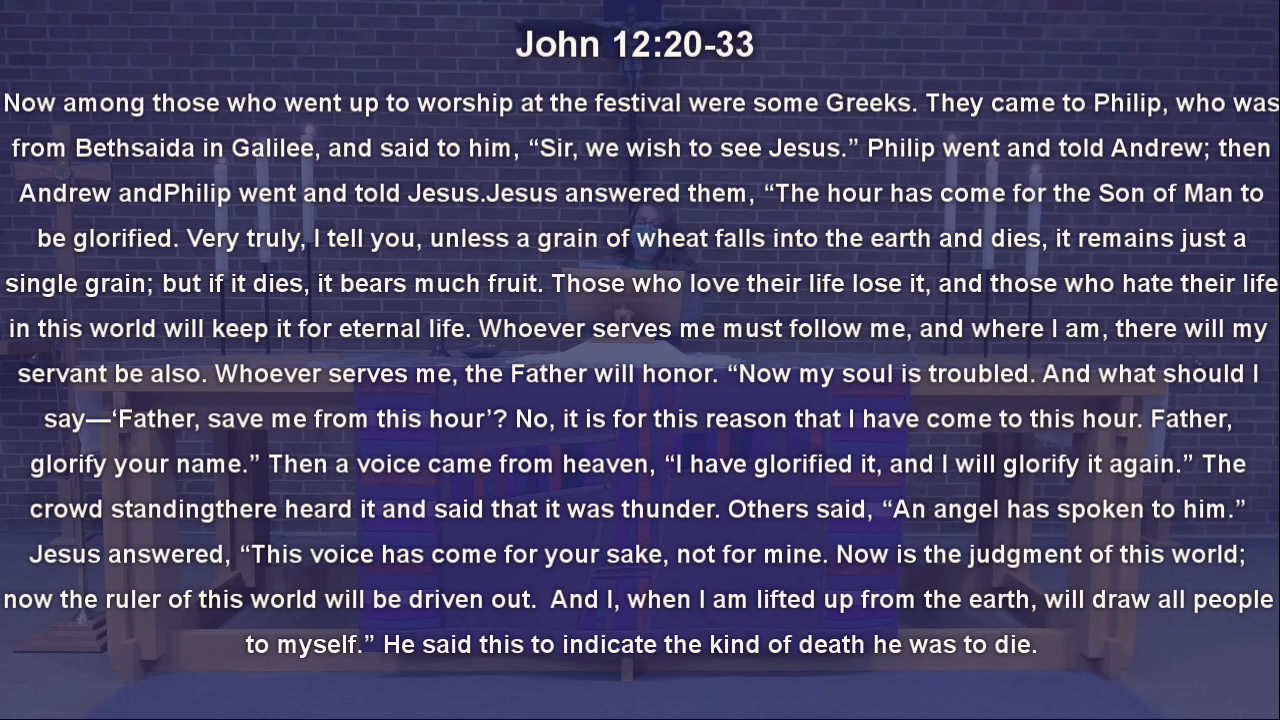 John 12:20-33
Now among those who went up to worship at the festival were some Greeks. They came to Philip, who was
from Bethsaida in Galilee, and said to him, “Sir, we wish to see Jesus.” Philip went and told Andrew; then
Andrew andPhilip went and told Jesus.Jesus answered them, “The hour has come for the Son of Man to
be glorified. Very truly, I tell you, unless a grain of wheat falls into the earth and dies, it remains just a
single grain; but if it dies, it bears much fruit. Those who love their life lose it, and those who hate their life
in this world will keep it for eternal life. Whoever serves me must follow me, and where I am, there will my
servant be also. Whoever serves me, the Father will honor. “Now my soul is troubled. And what should I
say—‘Father, save me from this hour’? No, it is for this reason that I have come to this hour. Father,
glorify your name.” Then a voice came from heaven, “I have glorified it, and I will glorify it again.” The
crowd standingthere heard it and said that it was thunder. Others said, “An angel has spoken to him.”
Jesus answered, “This voice has come for your sake, not for mine. Now is the judgment of this world;
now the ruler of this world will be driven out.  And I, when I am lifted up from the earth, will draw all people
to myself.” He said this to indicate the kind of death he was to die.